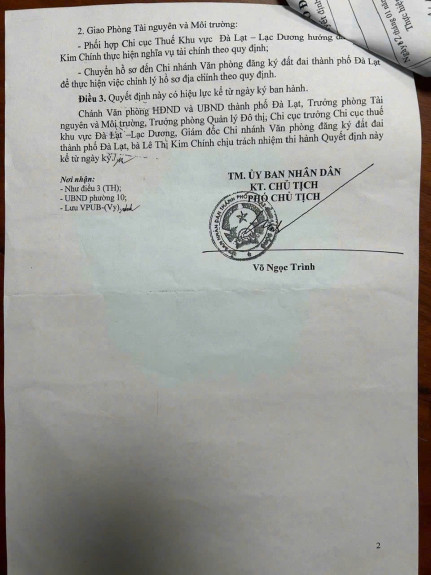 2. Giao Phòng Tài nguyên và Môi trường:
- Phối hợp Chi cục Thuế Khu vực Đà Lạt – Lạc Dương hướng
Kim Chính thực hiện nghĩa vụ tài chính theo quy định;
- Chuyển hồ sơ đến Chi nhánh Văn phòng đăng ký đất đai thành phố Đà Lạt
để thực hiện việc chỉnh lý hồ sơ địa chính theo quy định.
Điều 3. Quyết định này có hiệu lực kể từ ngày ký ban hành.
Chánh Văn phòng HĐND và UBND thành phố Đà Lạt, Trưởng phòng Tài
nguyên và Môi trường, Trưởng phòng Quản lý Đô thị, Chi cục trưởng Chi cục thuế
khu vực Đà Lạt –Lạc Dương, Giám đốc Chi nhánh Văn phòng đăng ký đất đai
thành phố Đà Lạt, bà Lê Thị Kim Chính chịu trách nhiệm thi hành Quyết định này
kể từ ngày ký./.
Nơi nhận:
- Như điều 3 (TH);
- UBND phường 10;
- Lưu VPUB-(Vy).
TM. ỦY BAN NHÂN DÂN
KT. CHỦ TỊCH
PHÓ CHỦ TỊCH
Võ Ngọc Trình
2